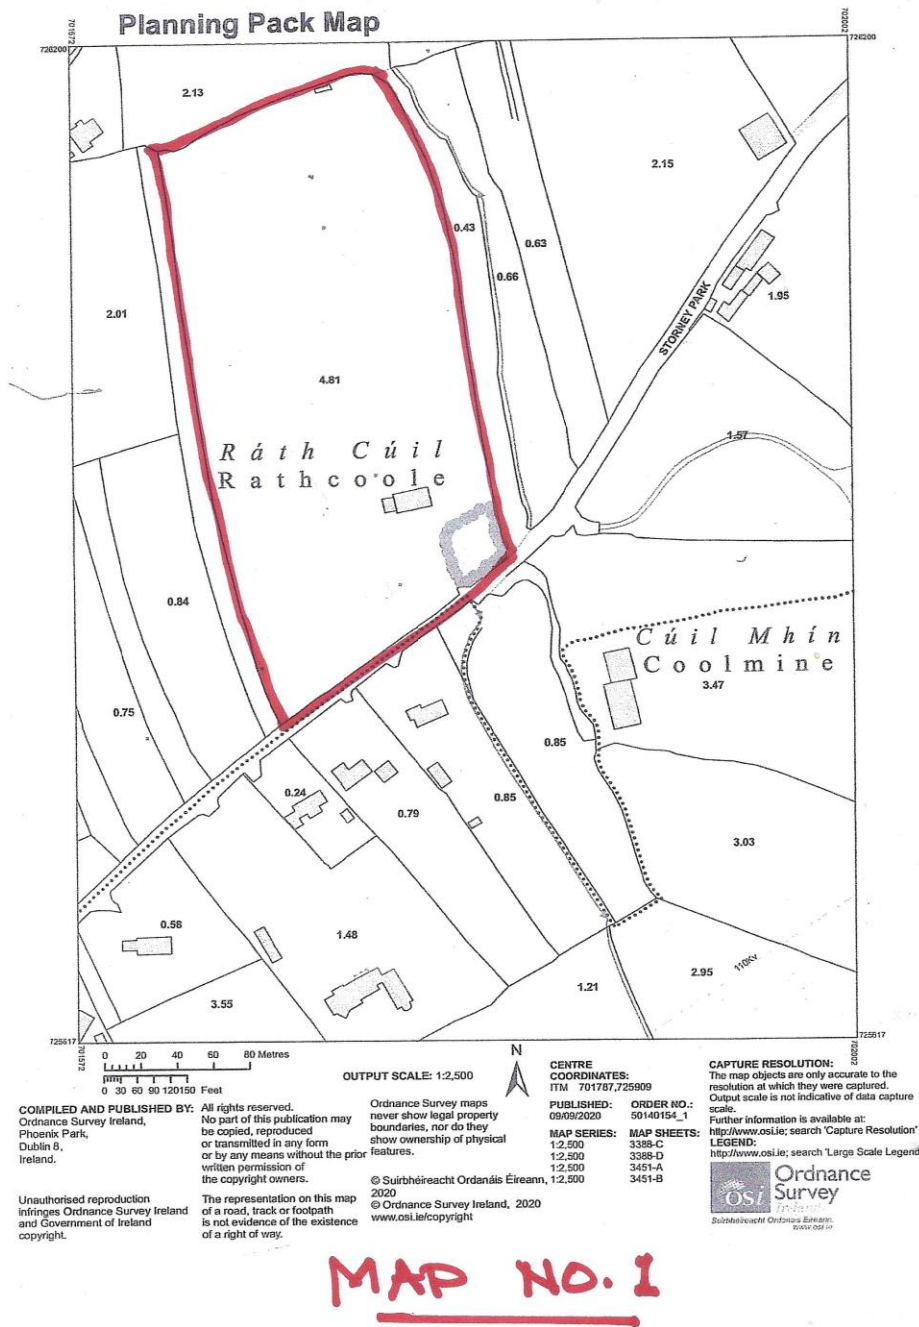 Planning Pack Map
701572
702002
726200
726200
2.13
2.15
0.43
0.63
0.66
STORNEY PARK
1.95
2.01
4.81
1.57
Ráth Cúil
Rathcoole
0.84
Cúil Mhín
Coolmine
3.47
0.75
0.85
0.24
0.79
0.85
3.03
0.58
1.48
2.95
110Kv
1.21
3.55
725617
701572
702002
725617
0 20 40 60 80 Metres
0 30 60 90 120150 Feet
OUTPUT SCALE: 1:2,500
N
CENTRE
COORDINATES:
ITM 701787,725909
PUBLISHED: ORDER NO.:
09/09/2020 50140154_1
MAP SERIES: MAP SHEETS:
1:2,500 3388-C
1:2,500 3388-D
1:2,500 3451-A
1:2,500 3451-B
CAPTURE RESOLUTION:
The map objects are only accurate to the
resolution at which they were captured.
Output scale is not indicative of data capture
scale.
Further information is available at:
http://www.osi.ie; search 'Capture Resolution'
LEGEND:
http://www.osi.ie; search 'Large Scale Legend
COMPILED AND PUBLISHED BY:
Ordnance Survey Ireland,
Phoenix Park,
Dublin 8,
Ireland.
Unauthorised reproduction
infringes Ordnance Survey Ireland
and Government of Ireland
copyright.
All rights reserved.
No part of this publication may
be copied, reproduced
or transmitted in any form
or by any means without the prior
written permission of
the copyright owners.
The representation on this map
of a road, track or footpath
is not evidence of the existence
of a right of way.
Ordnance Survey maps
never show legal property
boundaries, nor do they
show ownership of physical
features.
© Suirbhéireacht Ordanáis Éireann,
2020
© Ordnance Survey Ireland, 2020
www.osi.ie/copyright
OSi
Ordnance
Survey
Ireland
Suirbhéireacht Ordanáis Éireann
www.osi.ie
MAP NO. 1